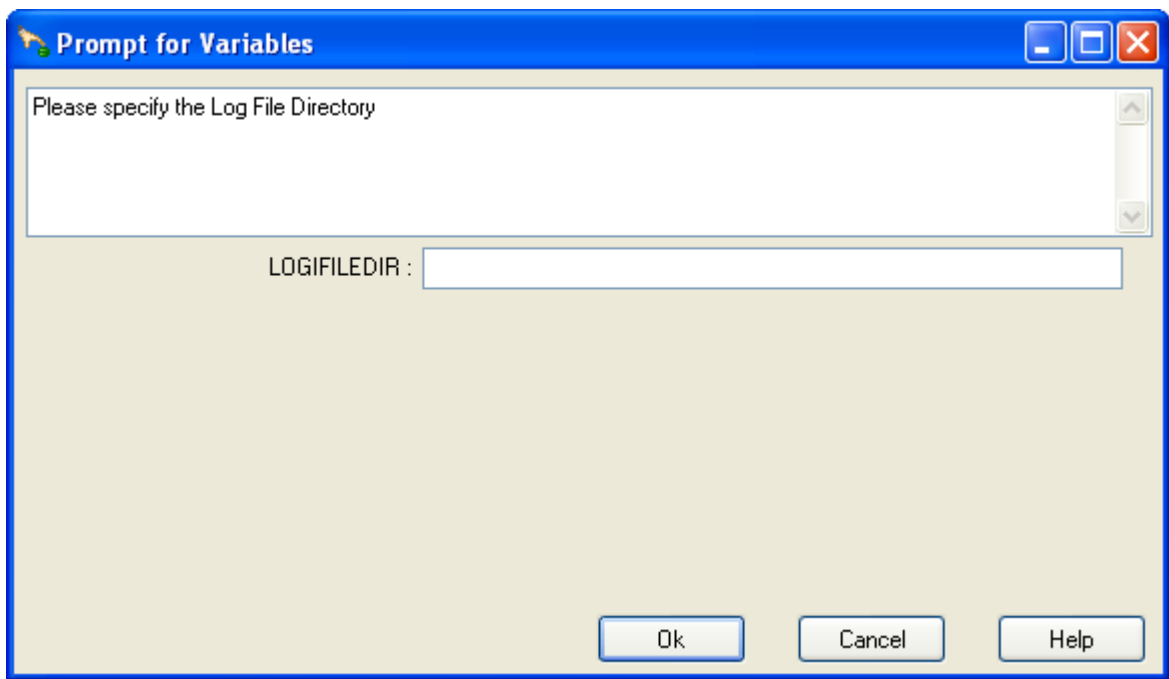 Prompt for Variables
Please specify the Log File Directory
LOGIFILEDIR :
Ok Cancel Help